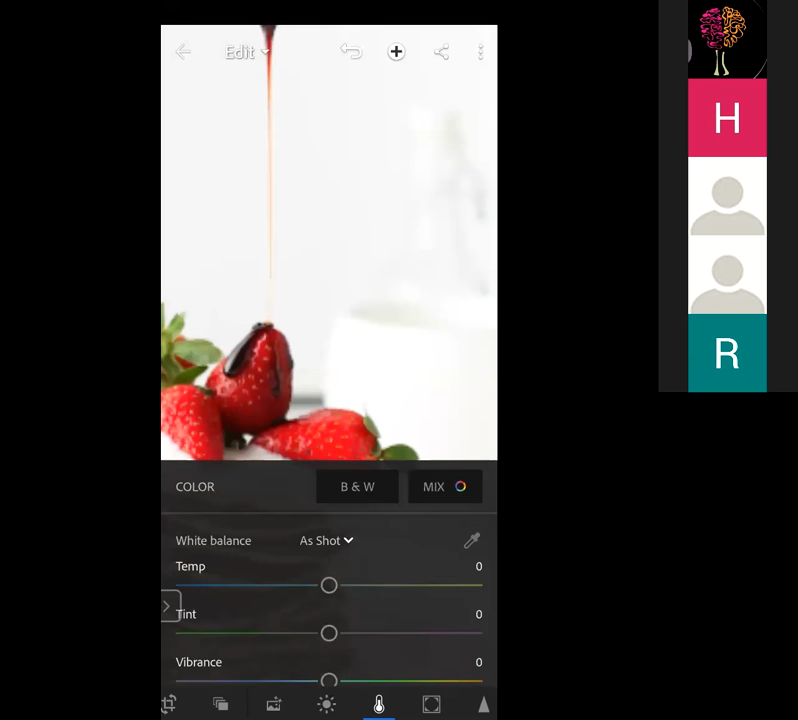 Edit
H
R
COLOR
B & W
MIX
White balance
As Shot
Temp
0
Tint
0
Vibrance
0